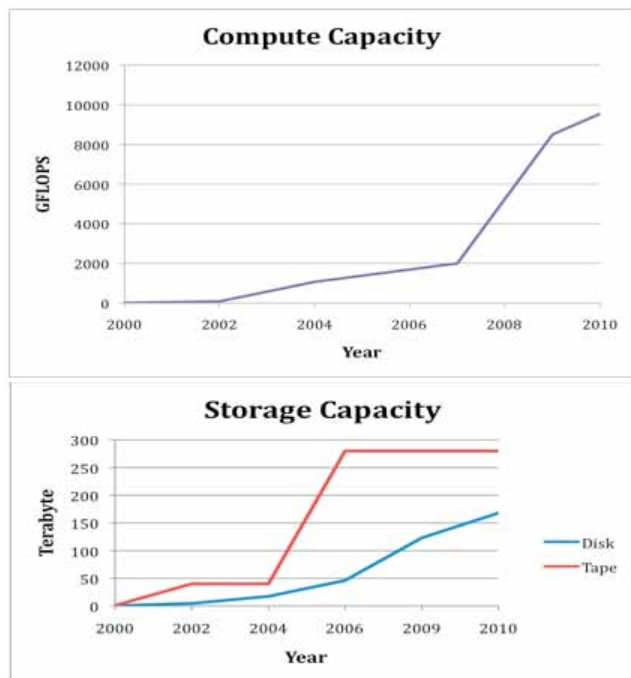 Compute Capacity
12000
10000
8000
6000
4000
2000
0
GFLOPS
2000 2002 2004 2006 2008 2010
Year
Storage Capacity
300
250
200
150
100
50
0
Terabyte
2000 2002 2004 2006 2009 2010
Year
Disk
Tape